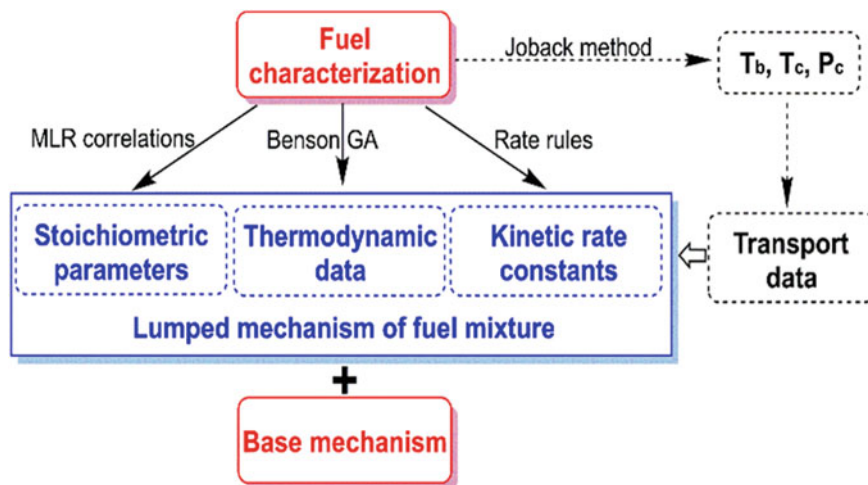 Fuel
characterization
Joback method
Tb, Tc, Pc
MLR correlations
Benson GA
Rate rules
Stoichiometric
parameters
Thermodynamic
data
Kinetic rate
constants
Transport
data
Lumped mechanism of fuel mixture
+
Base mechanism